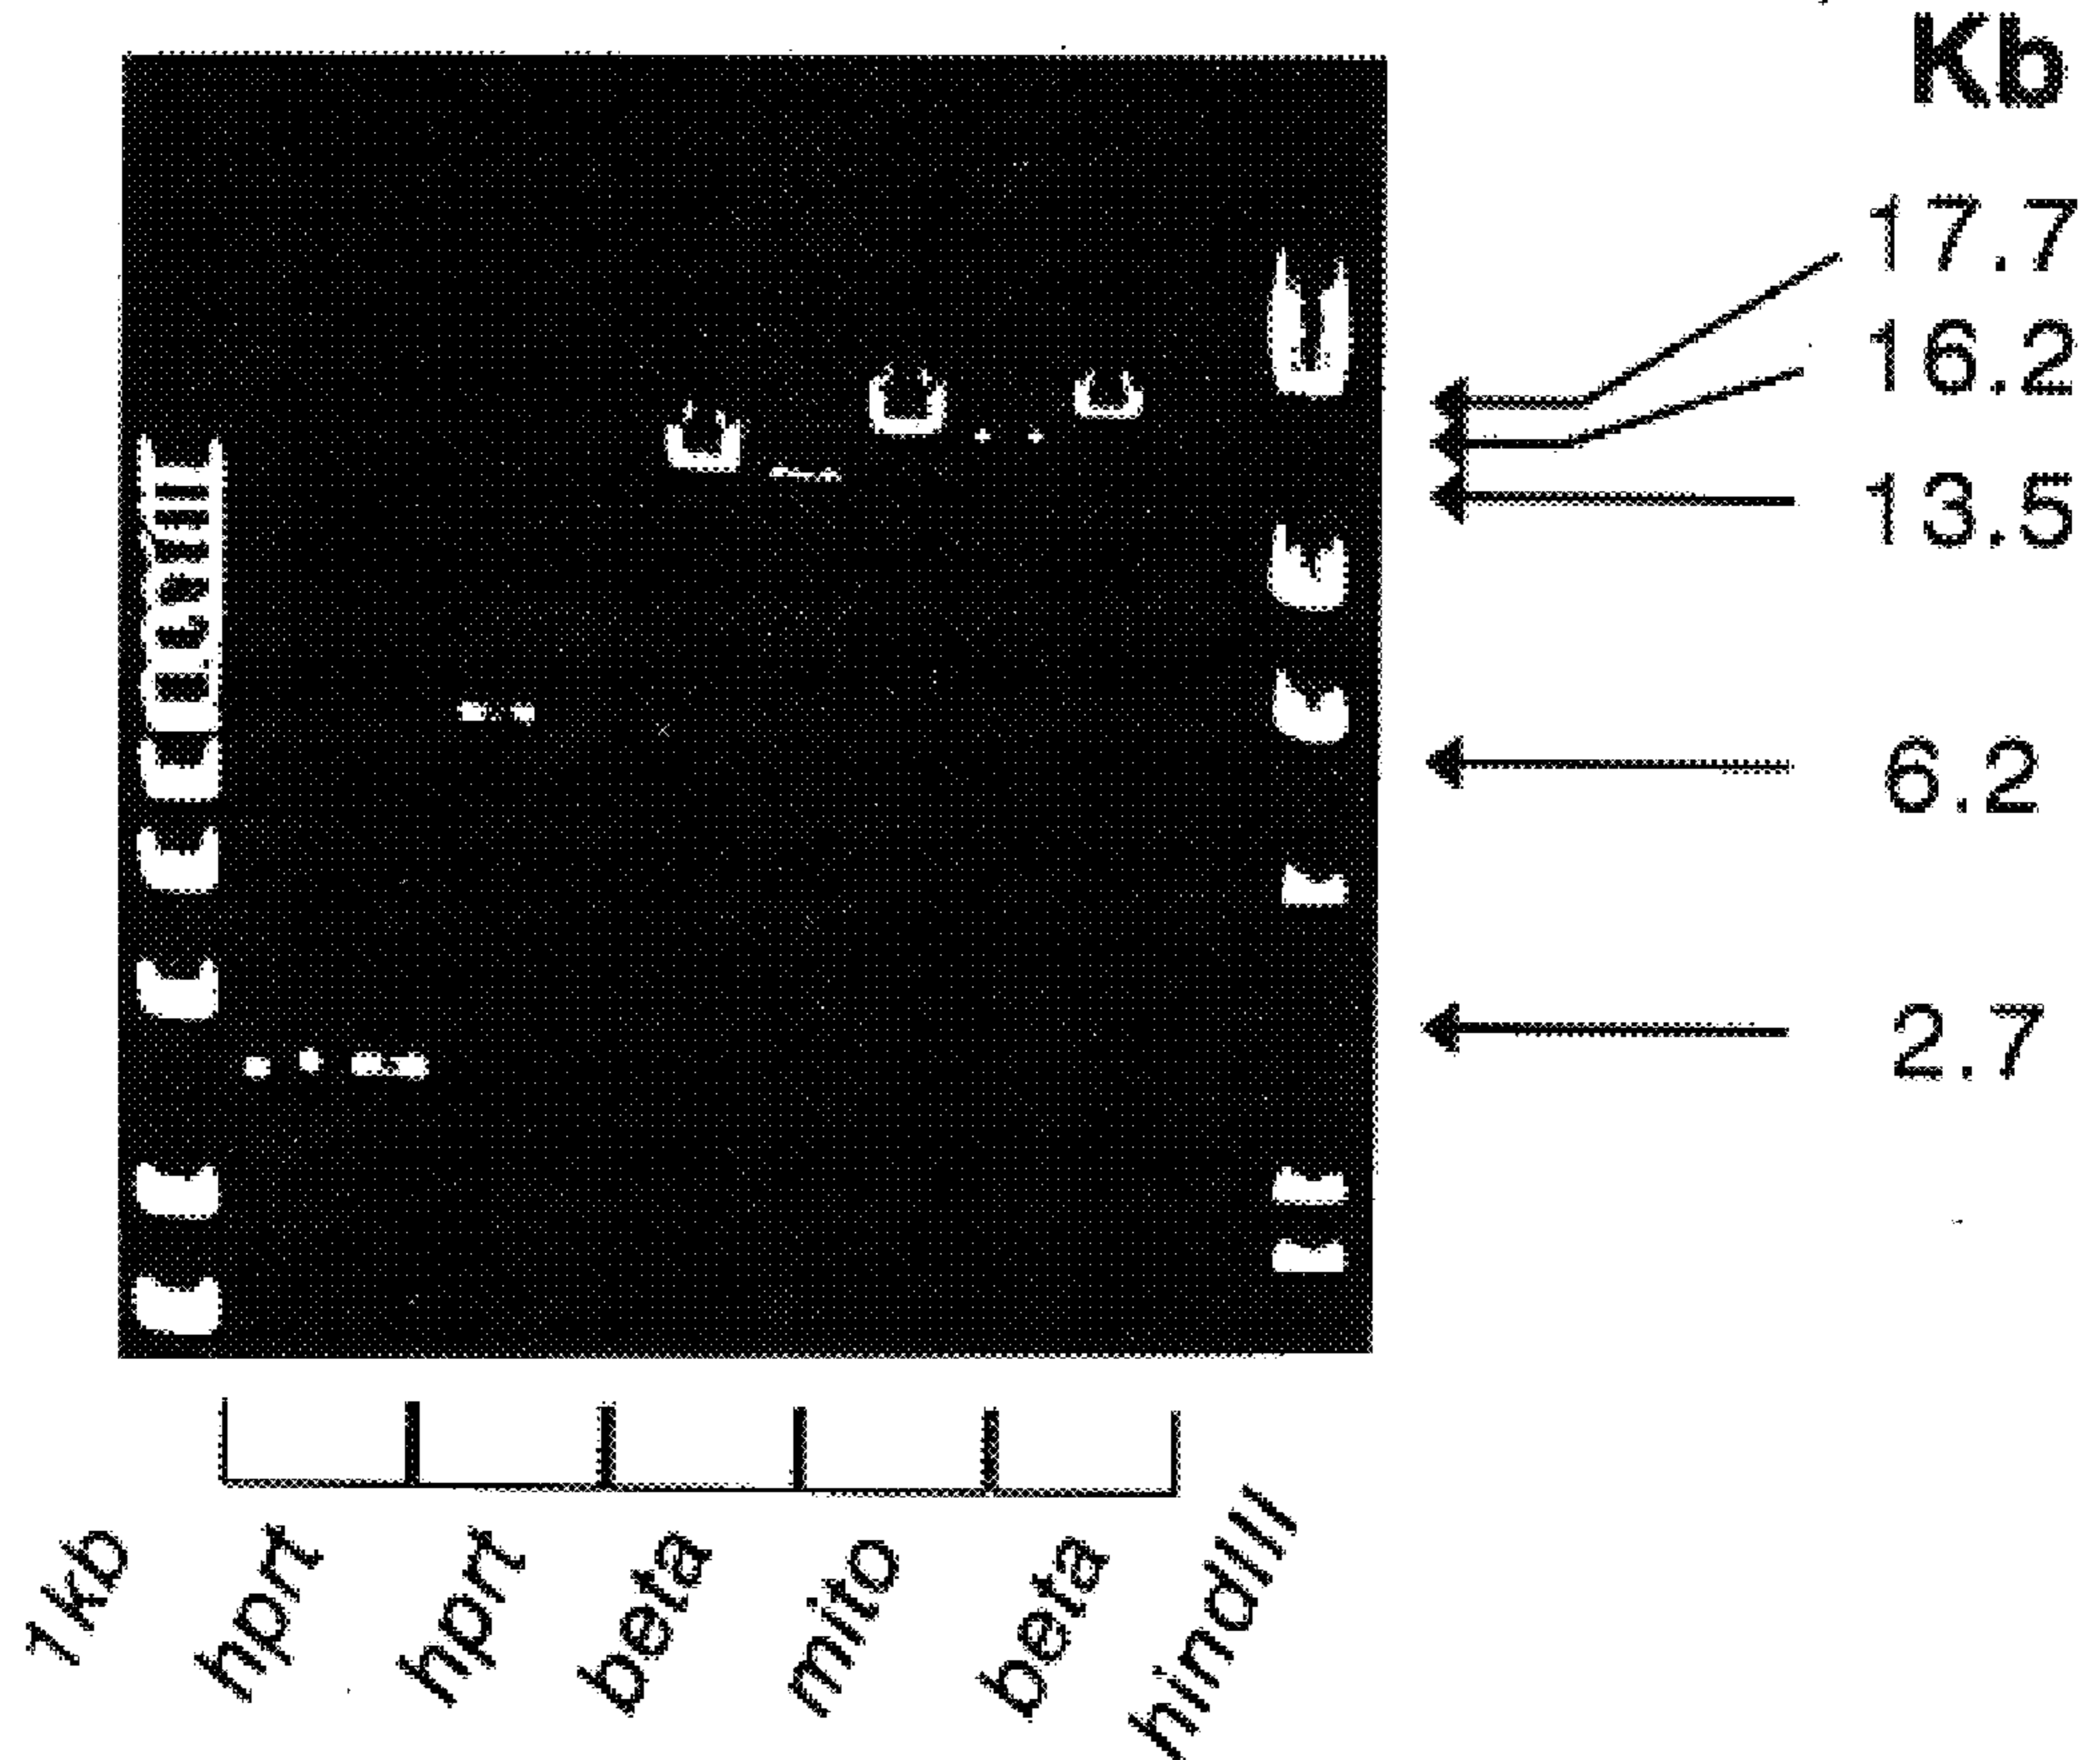 Kb
17.7
16.2
13.5
6.2
2.7
1kb hprt hprt beta mito beta hindIII